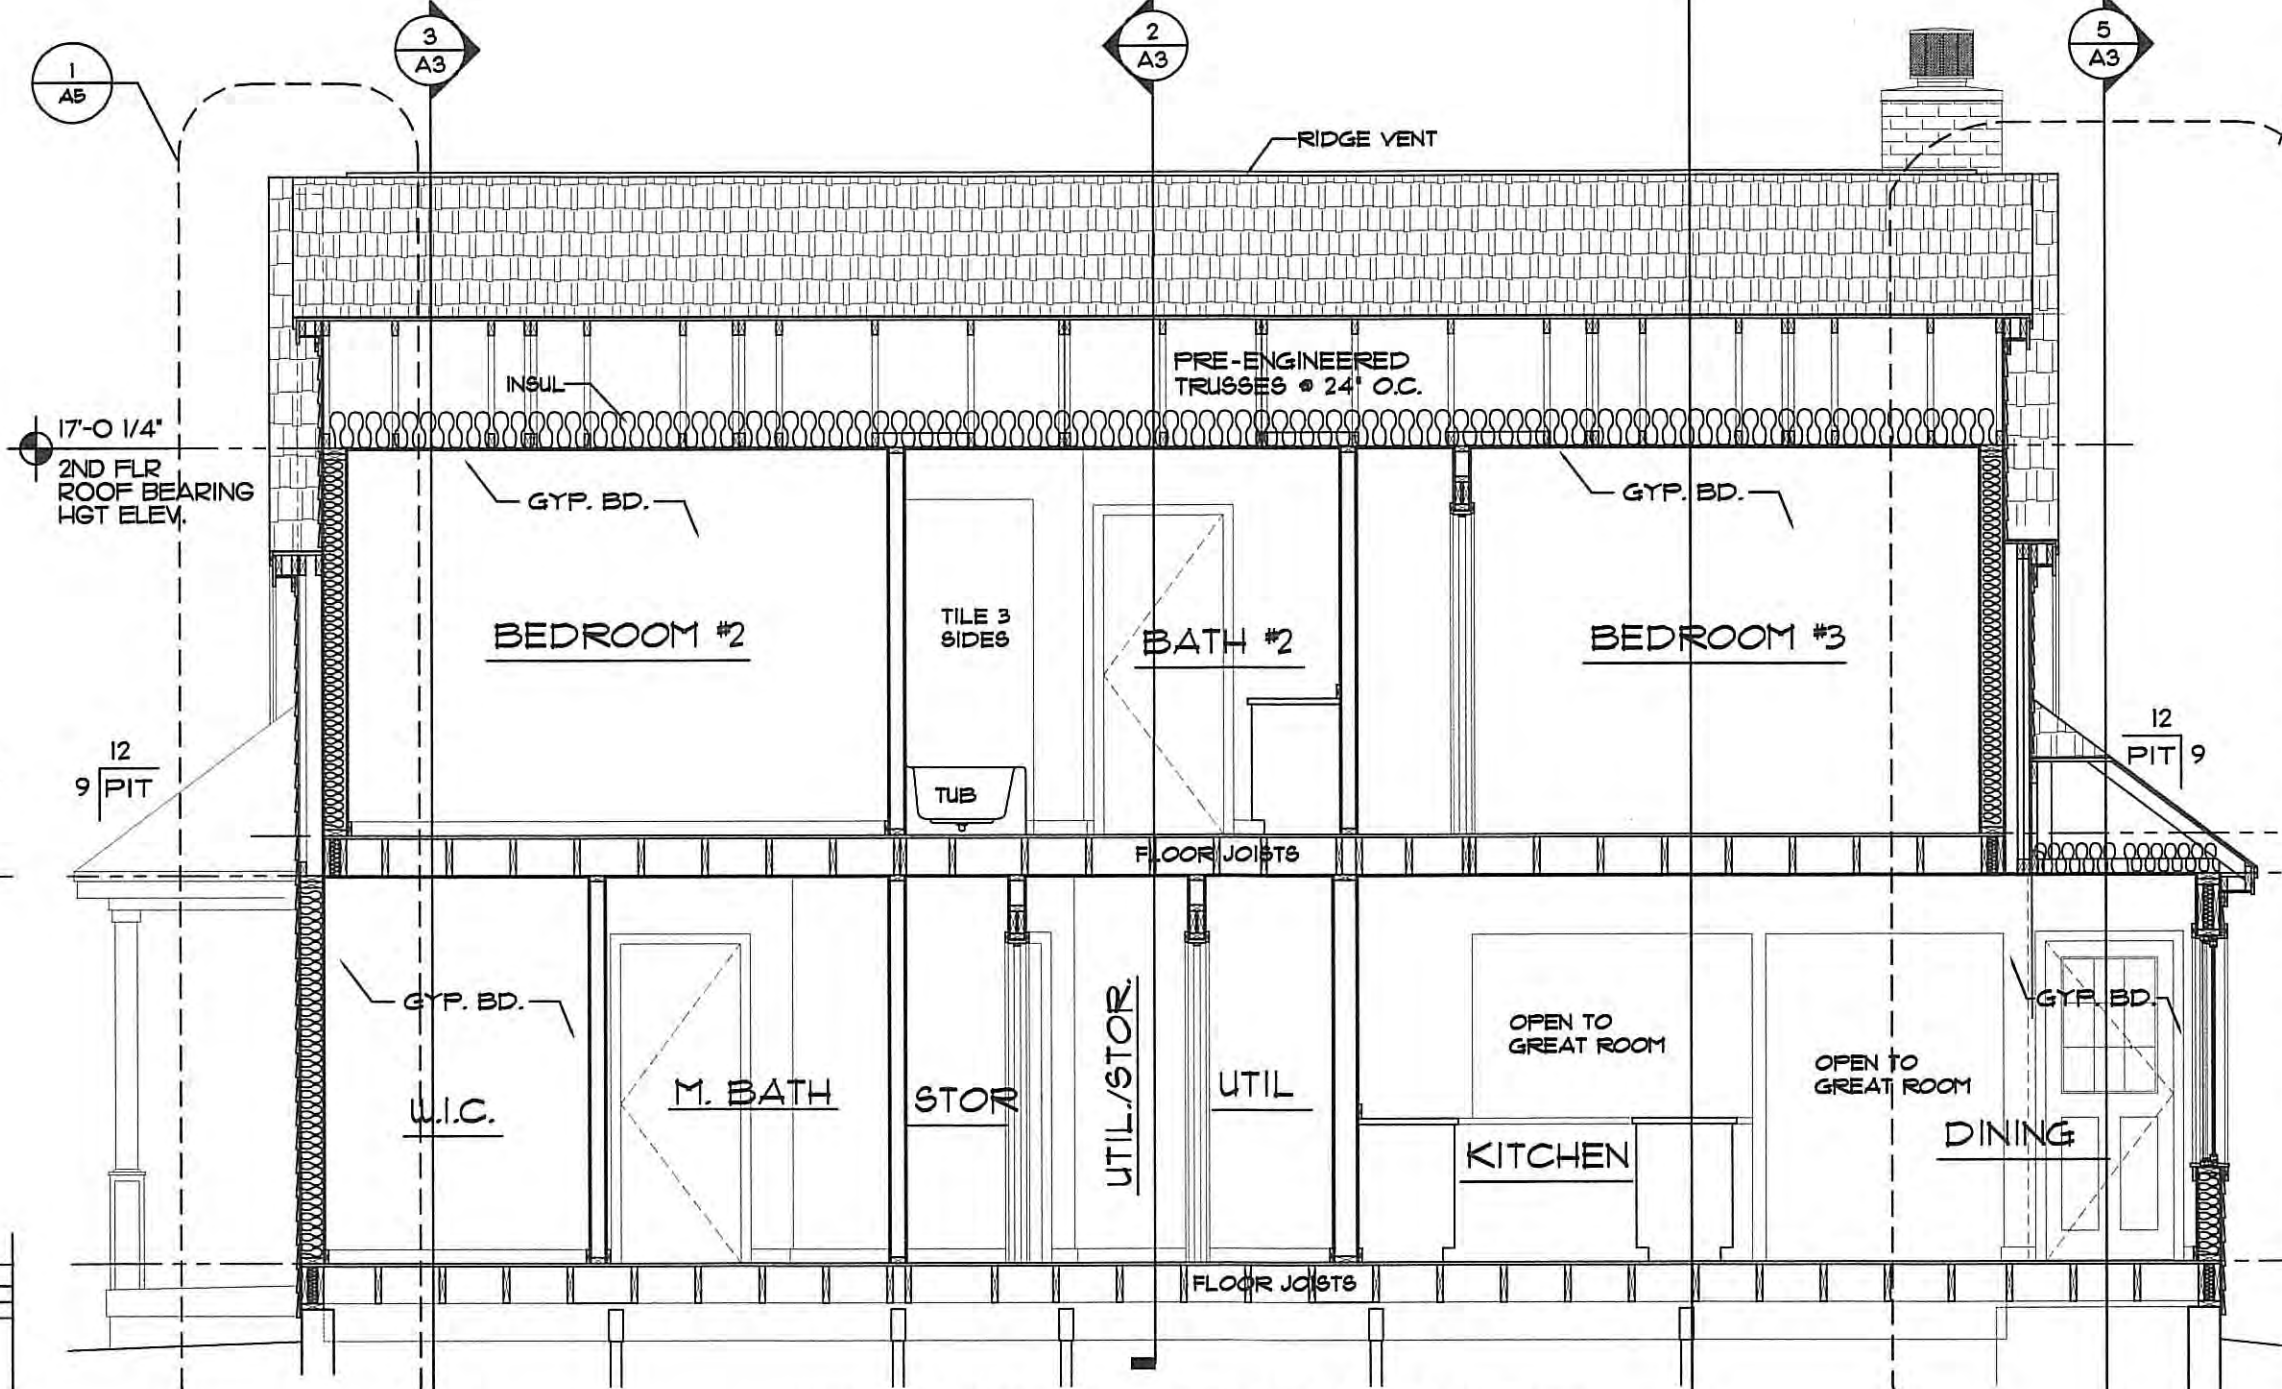 1
A5
3
A3
2
A3
5
A3
RIDGE VENT
PRE-ENGINEERED
TRUSSES @ 24" O.C.
INSUL
17'-0 1/4"
2ND FLR
ROOF BEARING
HGT ELEV.
GYP. BD.
GYP. BD.
BEDROOM #2
TILE 3
SIDES
BATH #2
BEDROOM #3
12
9 PIT
12
PIT 9
TUB
FLOOR JOISTS
GYP. BD.
GYP. BD.
W.I.C.
M. BATH
STOR
UTIL./STOR.
UTIL
OPEN TO
GREAT ROOM
OPEN TO
GREAT ROOM
KITCHEN
DINING
FLOOR JOISTS